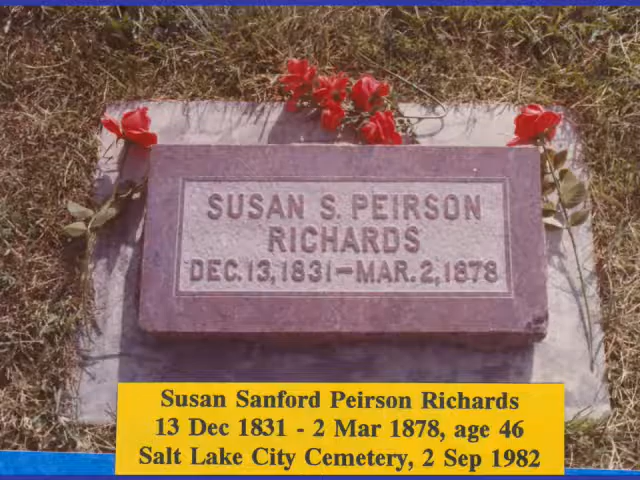 SUSAN S. PEIRSON
RICHARDS
DEC. 13, 1831-MAR. 2, 1878
Susan Sanford Peirson Richards
13 Dec 1831 - 2 Mar 1878, age 46
Salt Lake City Cemetery, 2 Sep 1982